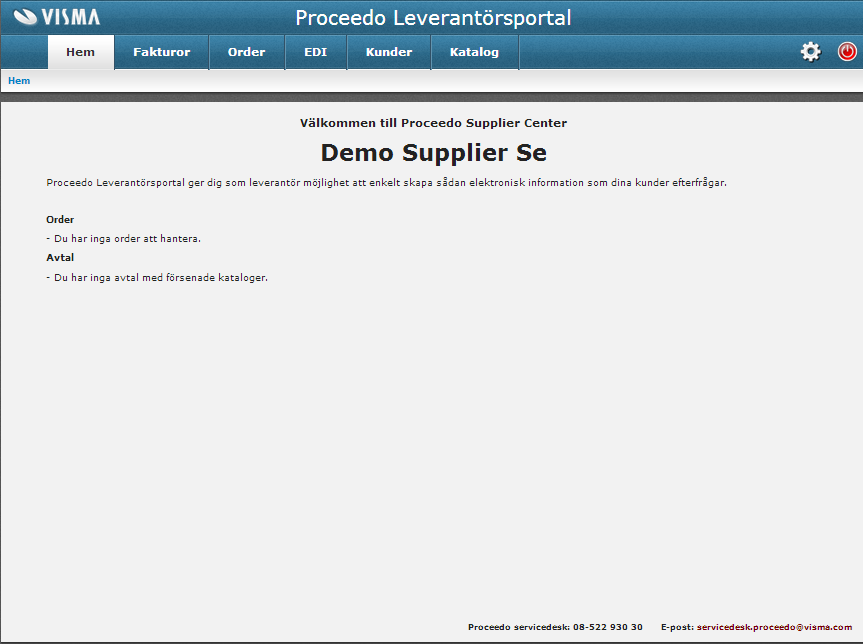 VISMA
Proceedo Leverantörsportal
Hem Fakturor Order EDI Kunder Katalog
Hem
Välkommen till Proceedo Supplier Center
Demo Supplier Se
Proceedo Leverantörsportal ger dig som leverantör möjlighet att enkelt skapa sådan elektronisk information som dina kunder efterfrågar.
Order
- Du har inga order att hantera.
Avtal
- Du har inga avtal med försenade kataloger.
Proceedo servicedesk: 08-522 930 30 E-post: servicedesk.proceedo@visma.com